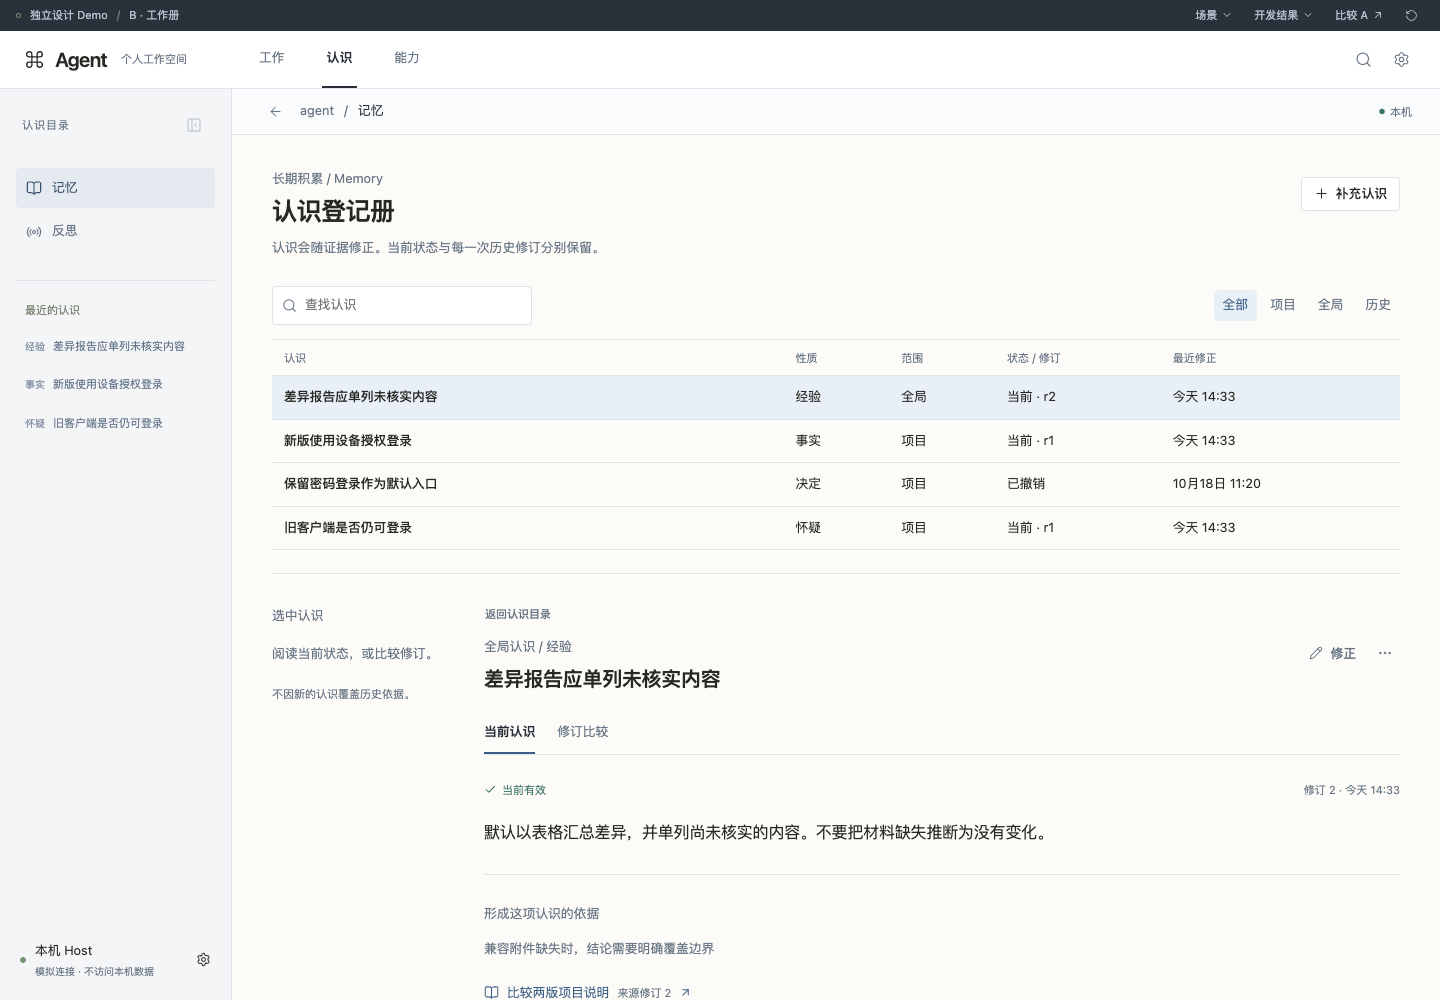 独立设计 Demo / B · 工作册
场景 开发结果 比较 A
Agent 个人工作空间 工作 认识 能力
认识目录
agent / 记忆 本机
记忆
反思
最近的认识
经验 差异报告应单列未核实内容
事实 新版使用设备授权登录
怀疑 旧客户端是否仍可登录
本机 Host
模拟连接 · 不访问本机数据
长期积累 / Memory
认识登记册
认识会随证据修正。当前状态与每一次历史修订分别保留。
补充认识
查找认识
全部 项目 全局 历史
认识 性质 范围 状态 / 修订 最近修正
差异报告应单列未核实内容 经验 全局 当前 · r2 今天 14:33
新版使用设备授权登录 事实 项目 当前 · r1 今天 14:33
保留密码登录作为默认入口 决定 项目 已撤销 10月18日 11:20
旧客户端是否仍可登录 怀疑 项目 当前 · r1 今天 14:33
选中认识
阅读当前状态，或比较修订。
不因新的认识覆盖历史依据。
返回认识目录
全局认识 / 经验
差异报告应单列未核实内容
修正
当前认识 修订比较
当前有效 修订 2 · 今天 14:33
默认以表格汇总差异，并单列尚未核实的内容。不要把材料缺失推断为没有变化。
形成这项认识的依据
兼容附件缺失时，结论需要明确覆盖边界
比较两版项目说明 来源修订 2